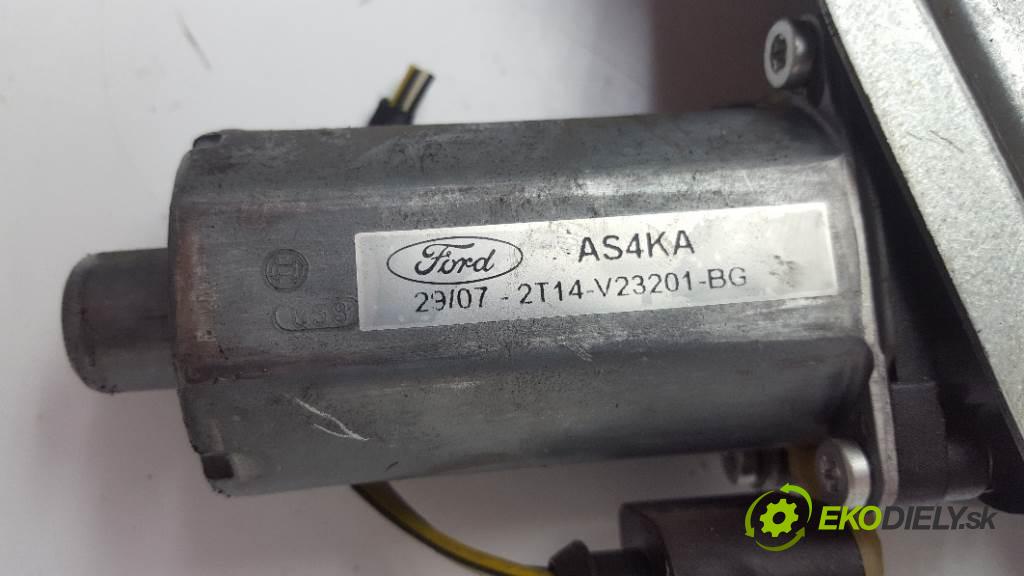 Ford AS4KA
29/07 - 2T14-V23201-BG
EKODIELY.sk